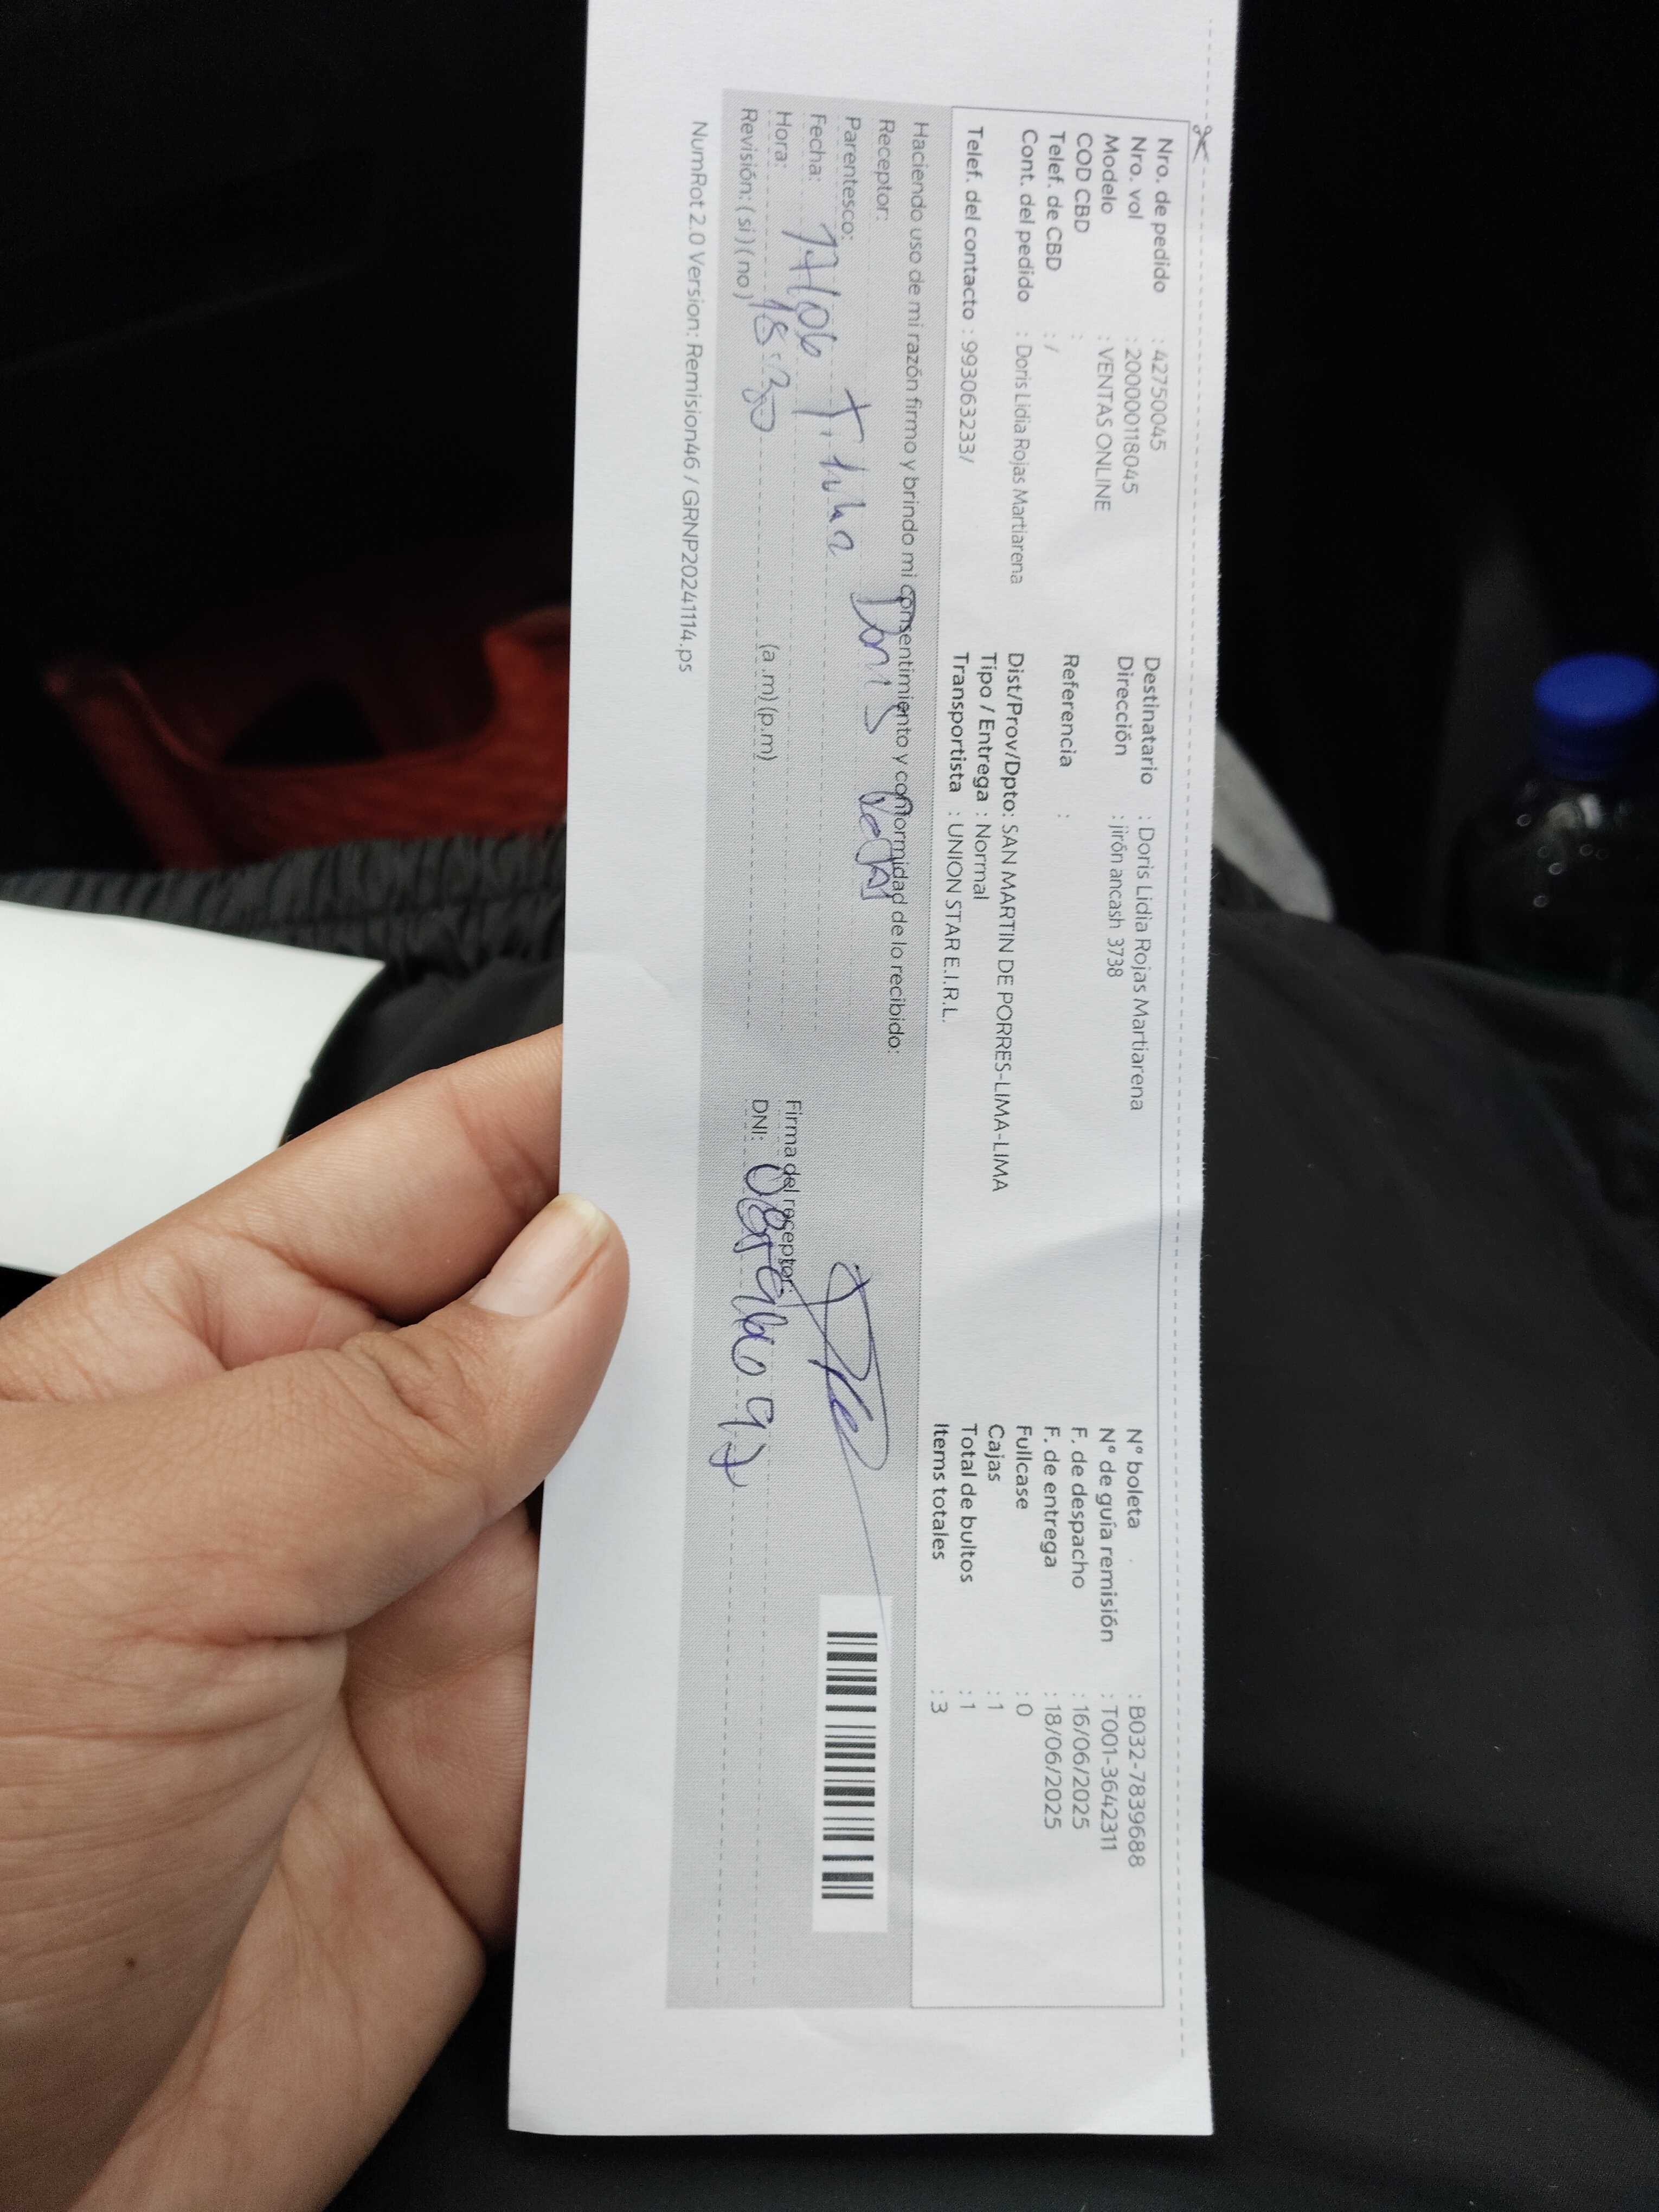 Nro. de pedido : 42750045
Nro. vol : 200000118045
Modelo : VENTAS ONLINE
COD CBD :
Telef. de CBD : /
Cont. del pedido : Doris Lidia Rojas Martiarena
Telef. del contacto : 993063233/
Destinatario : Doris Lidia Rojas Martiarena
Dirección : jirón ancash 3738
Referencia :
Dist/Prov/Dpto: SAN MARTIN DE PORRES-LIMA-LIMA
Tipo / Entrega : Normal
Transportista : UNION STAR E.I.R.L.
N° boleta : B032-7839688
N° de guía remisión : T001-3642311
F. de despacho : 16/06/2025
F. de entrega : 18/06/2025
Fullcase : 0
Cajas : 1
Total de bultos : 1
Items totales : 3
Haciendo uso de mi razón firmo y brindo mi consentimiento y conformidad de lo recibido:
Receptor: Doris Rojas
Parentesco: Titular
Fecha: 17/06
Hora: 18:30 (a.m) (p.m)
Revisión: ( si ) ( no )
Firma del receptor:
DNI:
NumRot 2.0 Version: Remision46 / GRNP20241114.ps